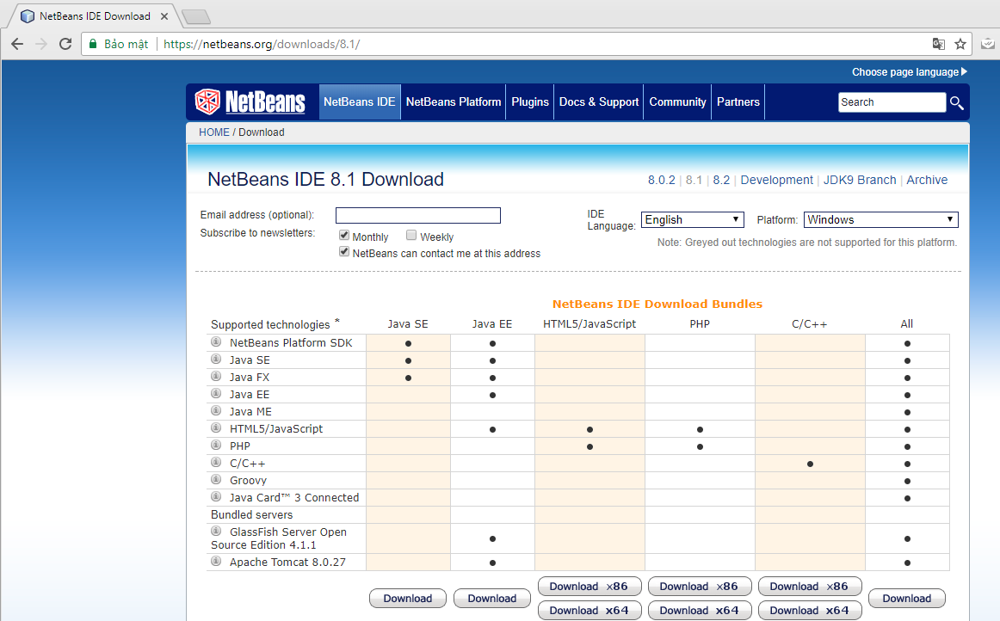 NetBeans IDE Download
Bảo mật https://netbeans.org/downloads/8.1/
Choose page language
NetBeans NetBeans IDE NetBeans Platform Plugins Docs & Support Community Partners Search
HOME / Download
NetBeans IDE 8.1 Download 8.0.2 | 8.1 | 8.2 | Development | JDK9 Branch | Archive
Email address (optional): IDE Language: English Platform: Windows
Subscribe to newsletters: Monthly Weekly
Note: Greyed out technologies are not supported for this platform.
NetBeans can contact me at this address
NetBeans IDE Download Bundles
Supported technologies * Java SE Java EE HTML5/JavaScript PHP C/C++ All
NetBeans Platform SDK • • •
Java SE • • •
Java FX • • •
Java EE • •
Java ME •
HTML5/JavaScript • • • •
PHP • • •
C/C++ • •
Groovy •
Java Card™ 3 Connected •
Bundled servers
GlassFish Server Open
Source Edition 4.1.1 • •
Apache Tomcat 8.0.27 • •
Download Download Download x86 Download x86 Download x86 Download
Download x64 Download x64 Download x64